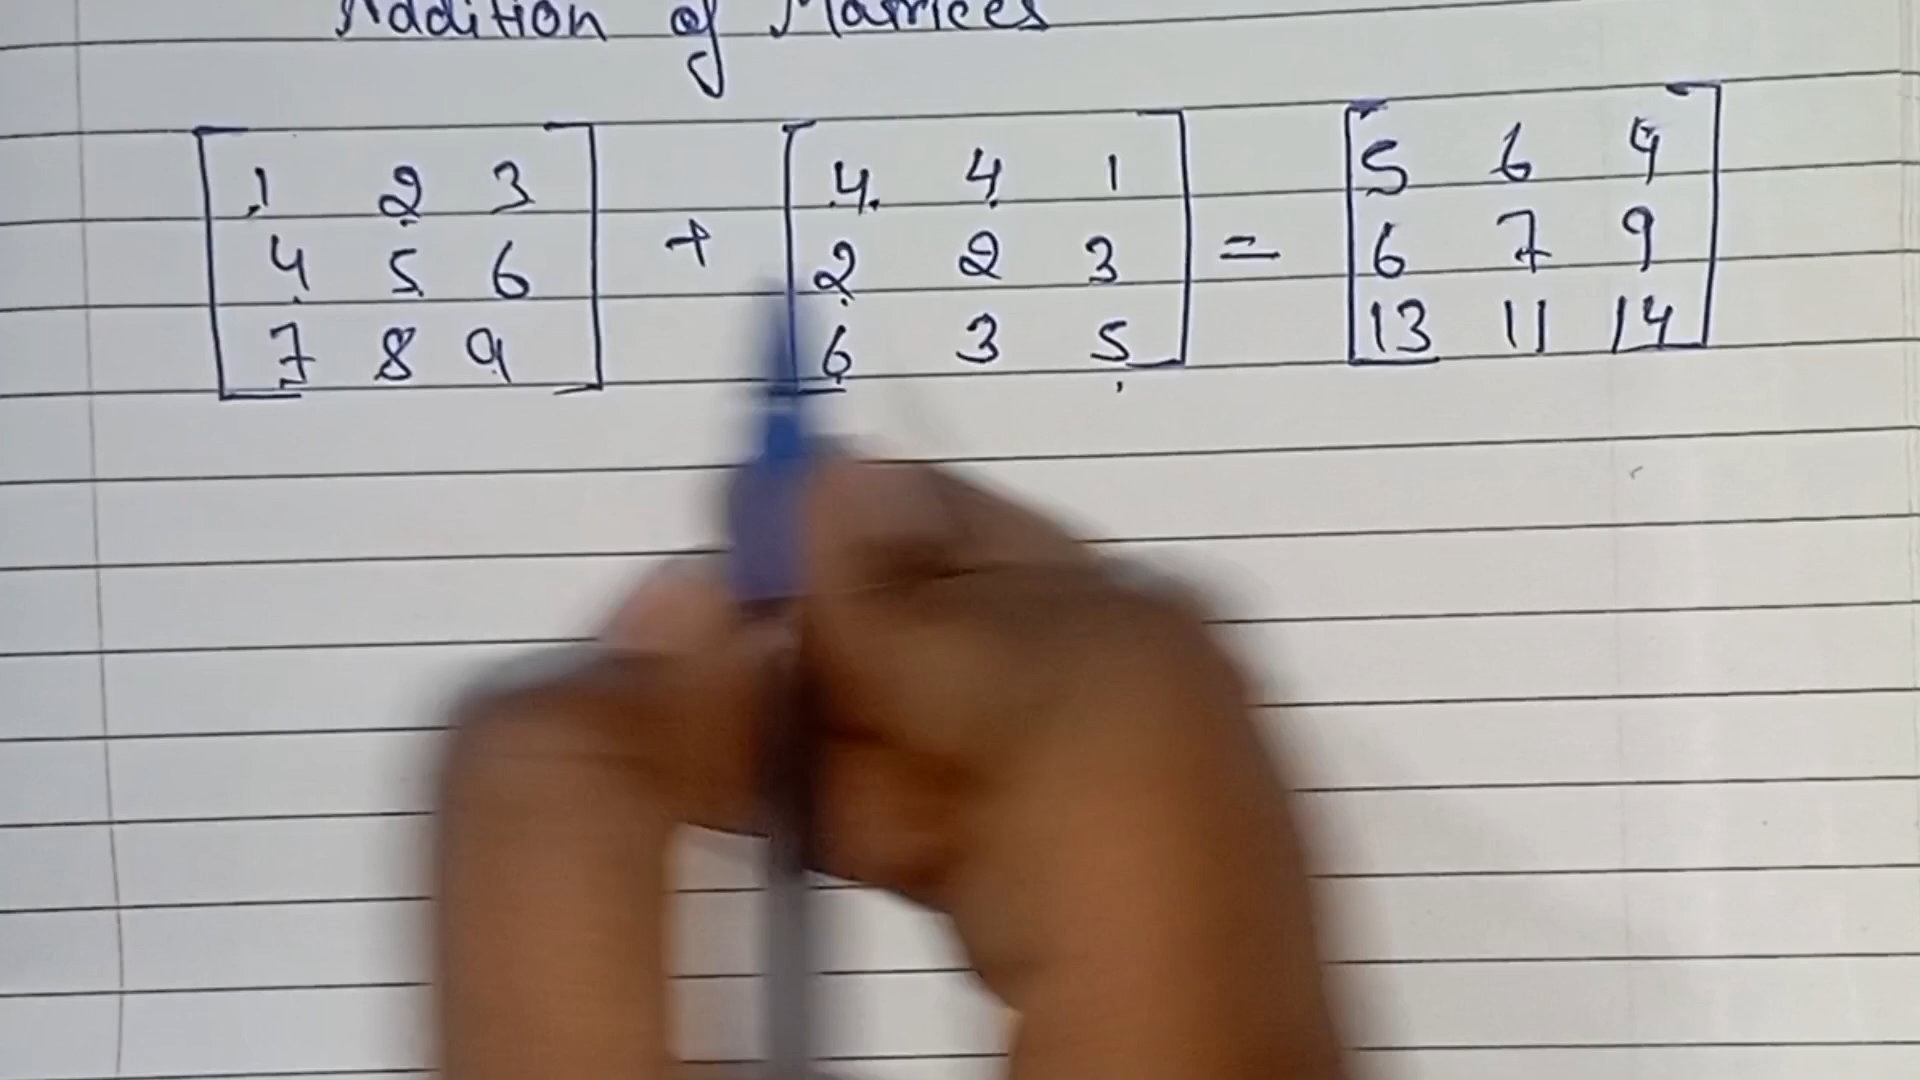 Addition of Matrices
[1 2 3] + [4 4 1] = [5 6 4]
[4 5 6] [2 2 3] [6 7 9]
[7 8 9] [6 3 5] [13 11 14]